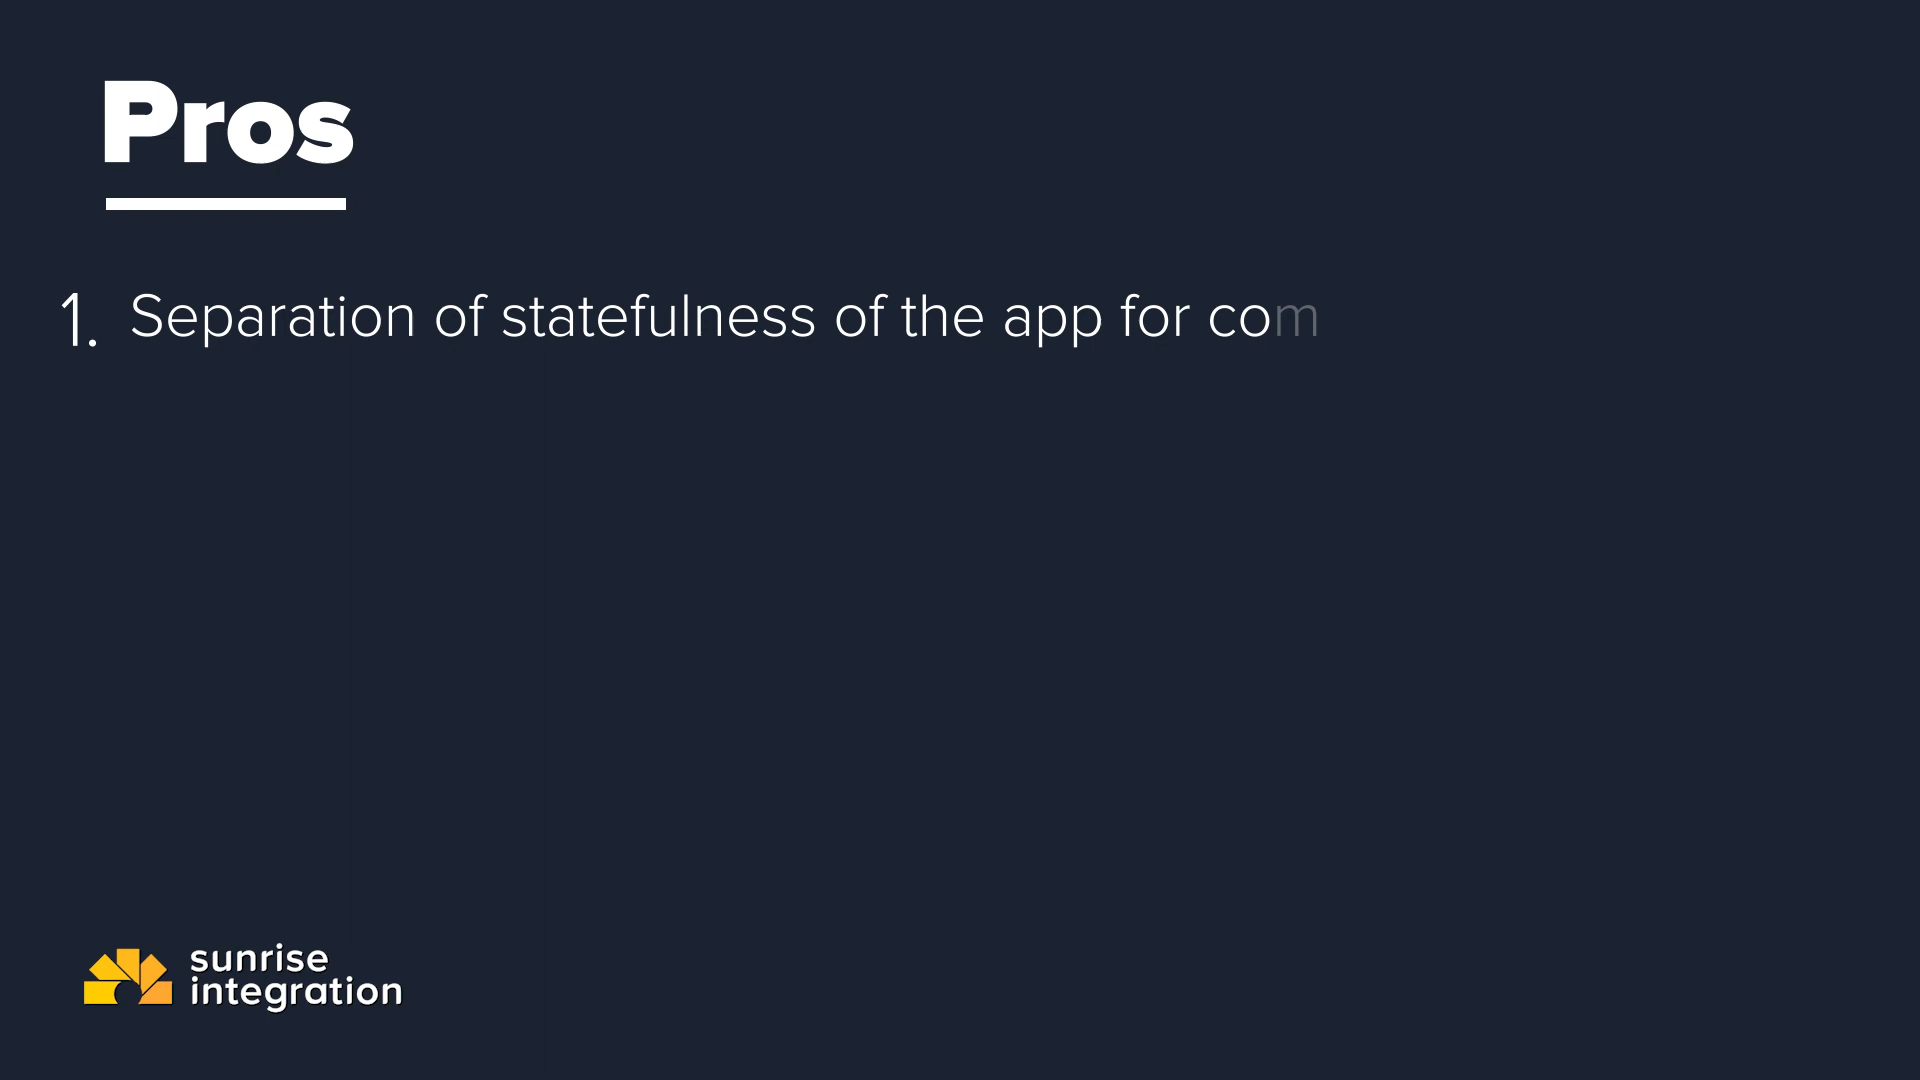 Pros
1. Separation of statefulness of the app for com
sunrise
integration